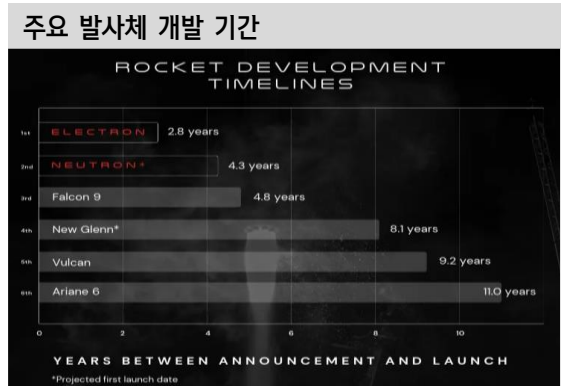 주요 발사체 개발 기간
ROCKET DEVELOPMENT
TIMELINES
1st ELECTRON 2.8 years
2nd NEUTRON* 4.3 years
3rd Falcon 9 4.8 years
4th New Glenn* 8.1 years
5th Vulcan 9.2 years
6th Ariane 6 11.0 years
0 2 4 6 8 10
YEARS BETWEEN ANNOUNCEMENT AND LAUNCH
*Projected first launch date